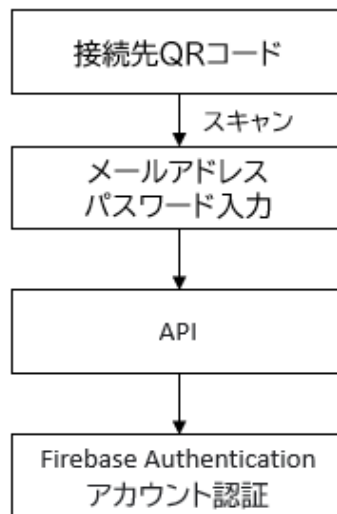 接続先QRコード
スキャン
メールアドレス
パスワード入力
API
Firebase Authentication
アカウント認証